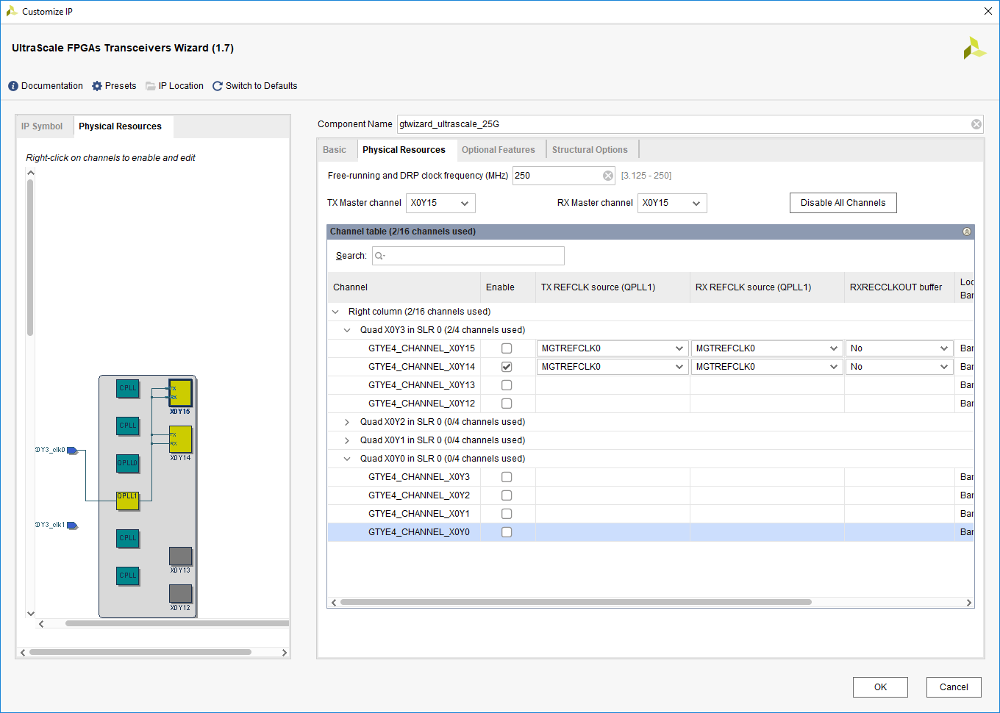 Customize IP
UltraScale FPGAs Transceivers Wizard (1.7)
Documentation Presets IP Location Switch to Defaults
IP Symbol Physical Resources
Right-click on channels to enable and edit
CPLL
TX
RX
X0Y15
CPLL
TX
RX
X0Y14
X0Y3_clk0
QPLL0
QPLL1
X0Y3_clk1
CPLL
X0Y13
CPLL
X0Y12
Component Name gtwizard_ultrascale_25G
Basic Physical Resources Optional Features Structural Options
Free-running and DRP clock frequency (MHz) 250 [3.125 - 250]
TX Master channel X0Y15 RX Master channel X0Y15 Disable All Channels
Channel table (2/16 channels used)
Search:
Channel Enable TX REFCLK source (QPLL1) RX REFCLK source (QPLL1) RXRECCLKOUT buffer Loc Bar
Right column (2/16 channels used)
Quad X0Y3 in SLR 0 (2/4 channels used)
GTYE4_CHANNEL_X0Y15 MGTREFCLK0 MGTREFCLK0 No Bar
GTYE4_CHANNEL_X0Y14 MGTREFCLK0 MGTREFCLK0 No Bar
GTYE4_CHANNEL_X0Y13 Bar
GTYE4_CHANNEL_X0Y12 Bar
Quad X0Y2 in SLR 0 (0/4 channels used)
Quad X0Y1 in SLR 0 (0/4 channels used)
Quad X0Y0 in SLR 0 (0/4 channels used)
GTYE4_CHANNEL_X0Y3 Bar
GTYE4_CHANNEL_X0Y2 Bar
GTYE4_CHANNEL_X0Y1 Bar
GTYE4_CHANNEL_X0Y0 Bar
OK Cancel